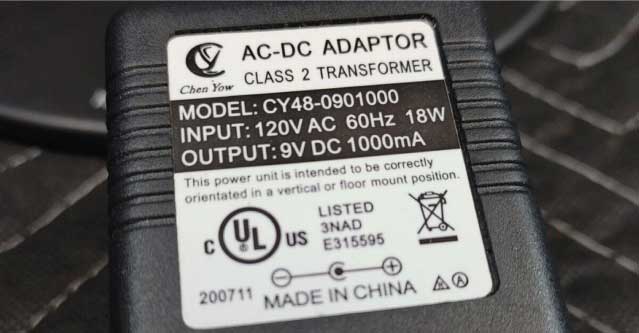 AC-DC ADAPTOR
Chen Yow
CLASS 2 TRANSFORMER
MODEL: CY48-0901000
INPUT: 120V AC 60Hz 18W
OUTPUT: 9V DC 1000mA
This power unit is intended to be correctly
orientated in a vertical or floor mount position.
C UL US
LISTED
3NAD
E315595
200711 MADE IN CHINA